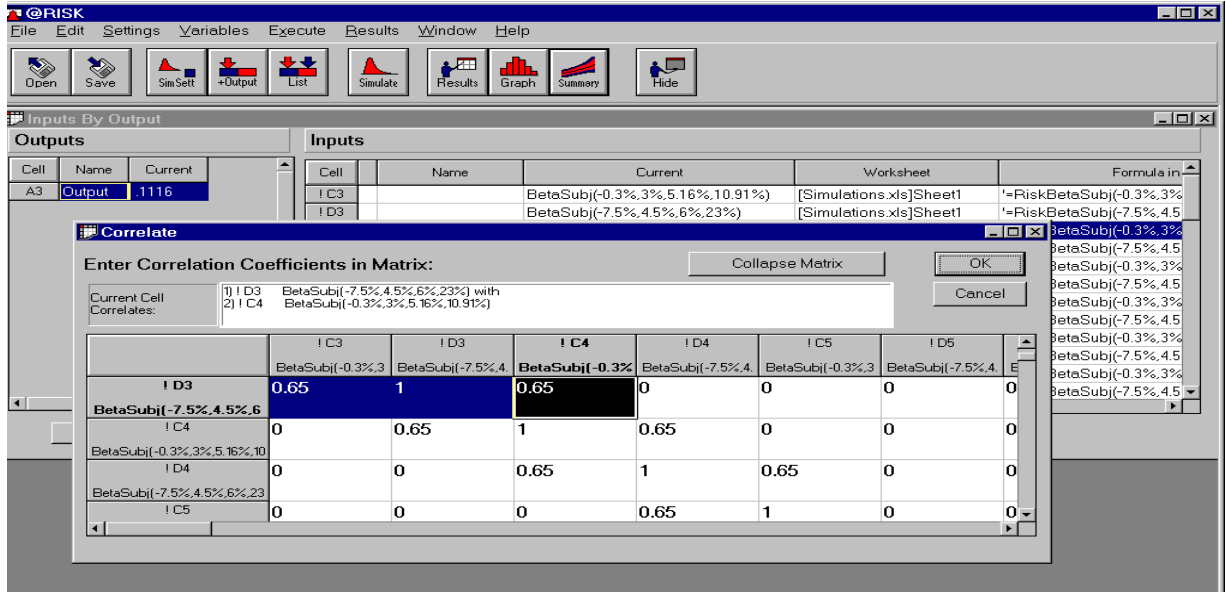 @RISK
File Edit Settings Variables Execute Results Window Help
Open Save Sim Sett +Output List Simulate Results Graph Summary Hide
Inputs By Output
Outputs Inputs
Cell Name Current Cell Name Current Worksheet Formula in
A3 Output .1116 ! C3 BetaSubj(-0.3%,3%,5.16%,10.91%) [Simulations.xls]Sheet1 '=RiskBetaSubj(-0.3%,3%
! D3 BetaSubj(-7.5%,4.5%,6%,23%) [Simulations.xls]Sheet1 '=RiskBetaSubj(-7.5%,4.5
BetaSubj(-0.3%,3%
BetaSubj(-7.5%,4.5
BetaSubj(-0.3%,3%
BetaSubj(-7.5%,4.5
BetaSubj(-0.3%,3%
BetaSubj(-7.5%,4.5
BetaSubj(-0.3%,3%
BetaSubj(-7.5%,4.5
BetaSubj(-0.3%,3%
BetaSubj(-7.5%,4.5
Correlate
Enter Correlation Coefficients in Matrix: Collapse Matrix OK
Cancel
Current Cell
Correlates:
1) ! D3 BetaSubj(-7.5%,4.5%,6%,23%) with
2) ! C4 BetaSubj(-0.3%,3%,5.16%,10.91%)
! C3 ! D3 ! C4 ! D4 ! C5 ! D5
BetaSubj(-0.3%,3 BetaSubj(-7.5%,4. BetaSubj(-0.3% BetaSubj(-7.5%,4. BetaSubj(-0.3%,3 BetaSubj(-7.5%,4.
! D3 0.65 1 0.65 0 0 0 0
BetaSubj(-7.5%,4.5%,6
! C4 0 0.65 1 0.65 0 0 0
BetaSubj(-0.3%,3%,5.16%,10
! D4 0 0 0.65 1 0.65 0 0
BetaSubj(-7.5%,4.5%,6%,23
! C5 0 0 0 0.65 1 0 0